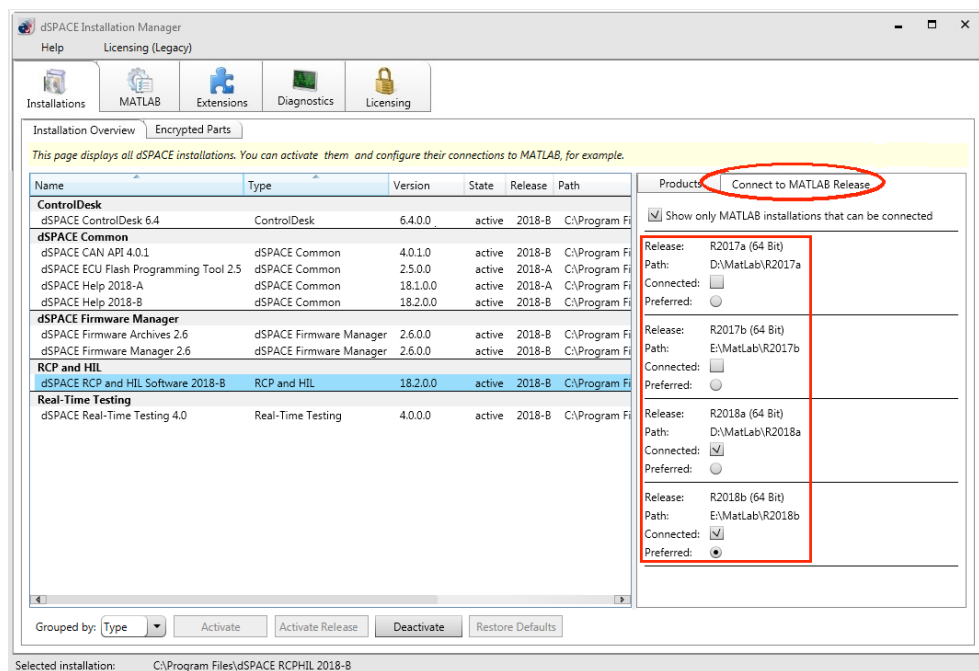 dSPACE Installation Manager
Help Licensing (Legacy)
Installations MATLAB Extensions Diagnostics Licensing
Installation Overview Encrypted Parts
This page displays all dSPACE installations. You can activate them and configure their connections to MATLAB, for example.
Name Type Version State Release Path
ControlDesk
dSPACE ControlDesk 6.4 ControlDesk 6.4.0.0 active 2018-B C:\Program Fi
dSPACE Common
dSPACE CAN API 4.0.1 dSPACE Common 4.0.1.0 active 2018-B C:\Program Fi
dSPACE ECU Flash Programming Tool 2.5 dSPACE Common 2.5.0.0 active 2018-A C:\Program Fi
dSPACE Help 2018-A dSPACE Common 18.1.0.0 active 2018-A C:\Program Fi
dSPACE Help 2018-B dSPACE Common 18.2.0.0 active 2018-B C:\Program Fi
dSPACE Firmware Manager
dSPACE Firmware Archives 2.6 dSPACE Firmware Manager 2.6.0.0 active 2018-B C:\Program Fi
dSPACE Firmware Manager 2.6 dSPACE Firmware Manager 2.6.0.0 active 2018-B C:\Program Fi
RCP and HIL
dSPACE RCP and HIL Software 2018-B RCP and HIL 18.2.0.0 active 2018-B C:\Program Fi
Real-Time Testing
dSPACE Real-Time Testing 4.0 Real-Time Testing 4.0.0.0 active 2018-B C:\Program Fi
Products Connect to MATLAB Release
Show only MATLAB installations that can be connected
Release: R2017a (64 Bit)
Path: D:\MatLab\R2017a
Connected:
Preferred:
Release: R2017b (64 Bit)
Path: E:\MatLab\R2017b
Connected:
Preferred:
Release: R2018a (64 Bit)
Path: D:\MatLab\R2018a
Connected:
Preferred:
Release: R2018b (64 Bit)
Path: E:\MatLab\R2018b
Connected:
Preferred:
Grouped by: Type Activate Activate Release Deactivate Restore Defaults
Selected installation: C:\Program Files\dSPACE RCPHIL 2018-B